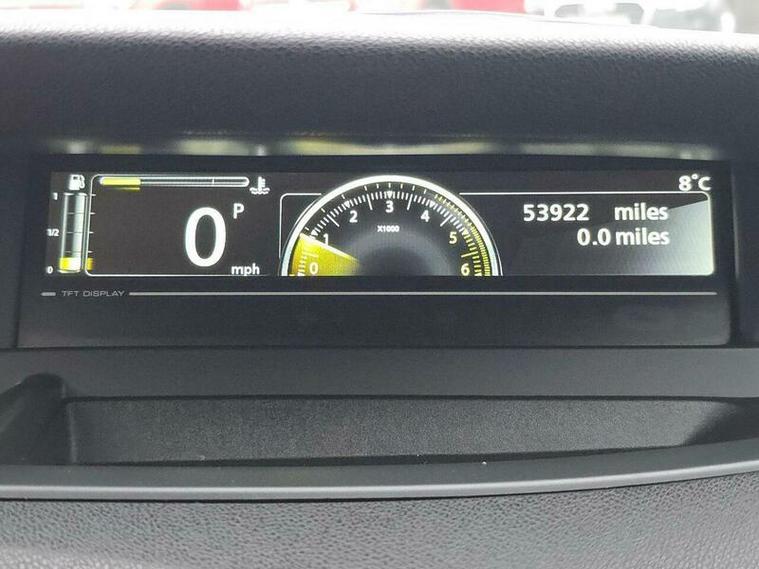 8°C
1
1/2
0
0 P
mph
0 1 2 3 4 5 6
X1000
53922 miles
0.0 miles
TFT DISPLAY